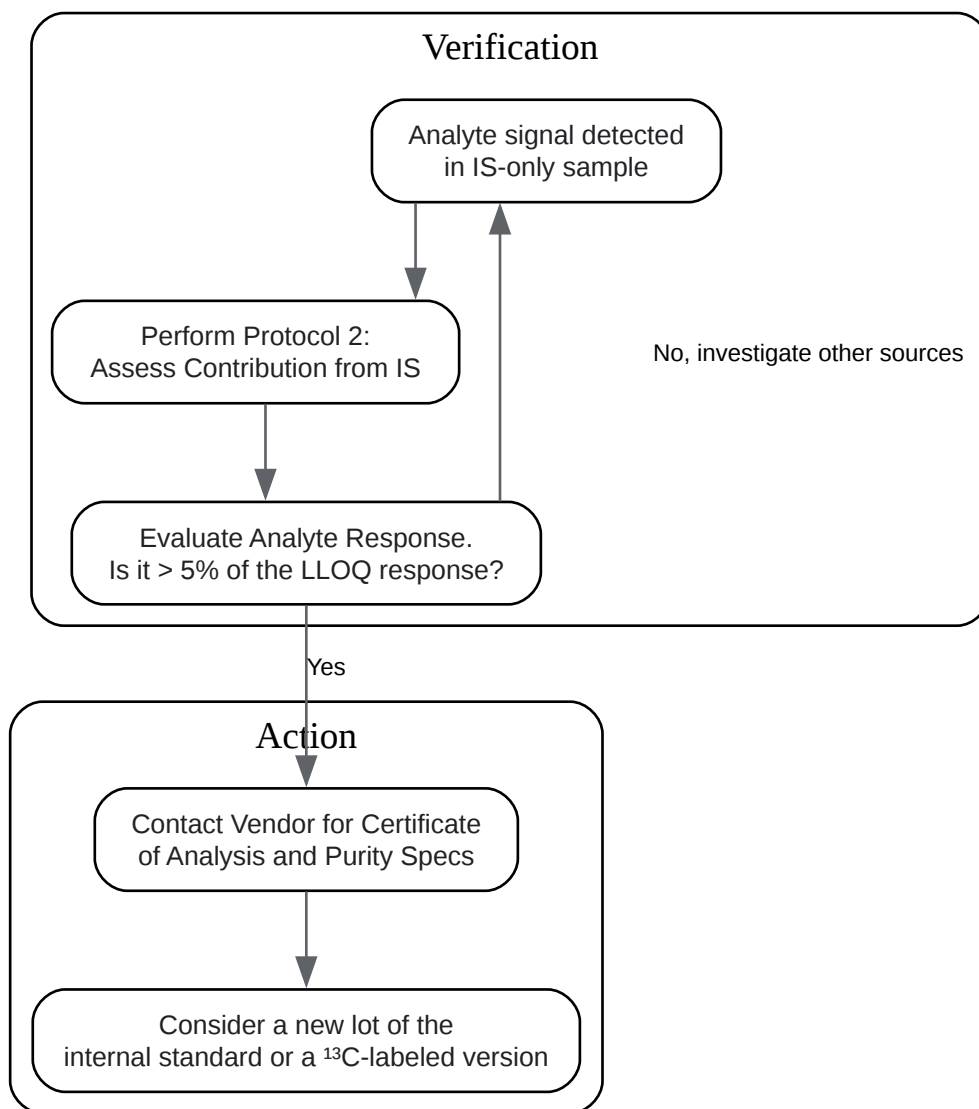 Verification
Analyte signal detected
in IS-only sample
Perform Protocol 2:
Assess Contribution from IS
No, investigate other sources
Evaluate Analyte Response.
Is it > 5% of the LLOQ response?
Yes
Action
Contact Vendor for Certificate
of Analysis and Purity Specs
Consider a new lot of the
internal standard or a ¹³C-labeled version